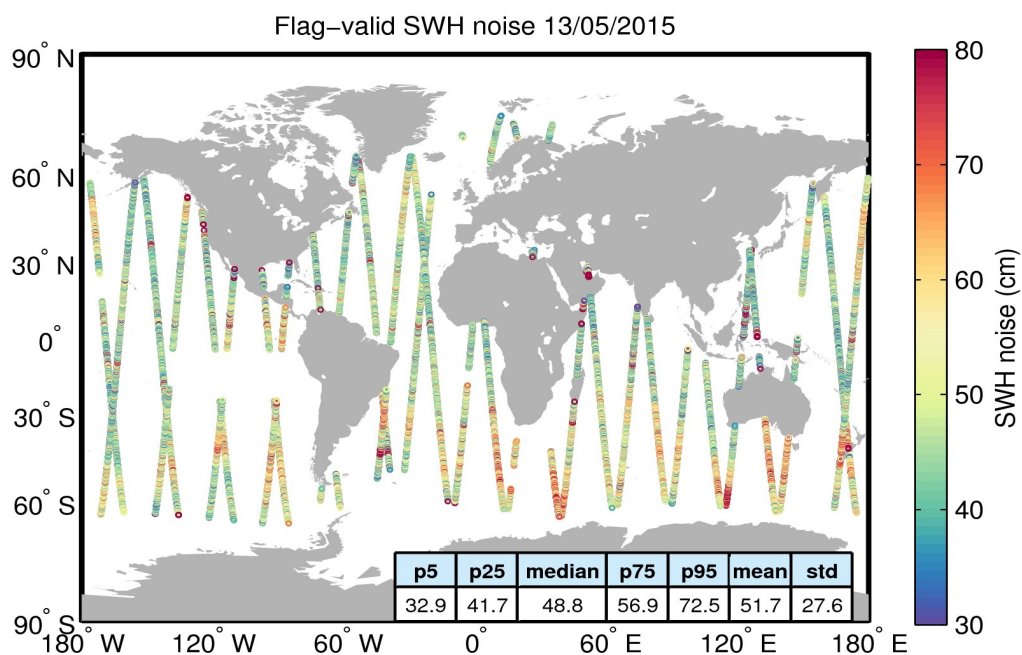 Flag−valid SWH noise 13/05/2015
90° N
60° N
30° N
0°
30° S
60° S
90° S
180° W
120° W
60° W
0°
60° E
120° E
180° E
p5 p25 median p75 p95 mean std
32.9 41.7 48.8 56.9 72.5 51.7 27.6
80
70
60
50
40
30
SWH noise (cm)